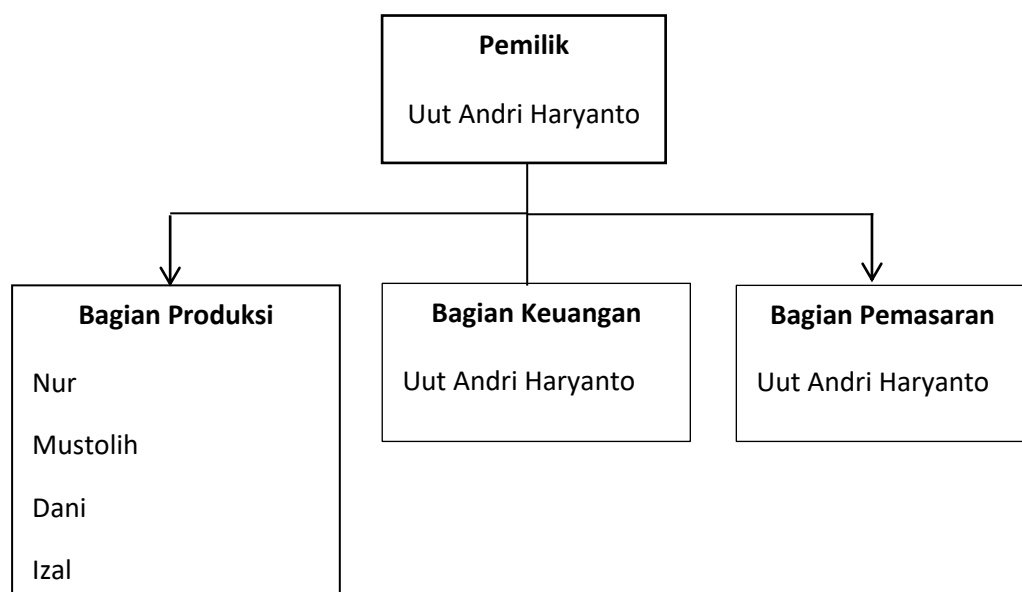 Pemilik
Uut Andri Haryanto
Bagian Produksi
Nur
Mustolih
Dani
Izal
Bagian Keuangan
Uut Andri Haryanto
Bagian Pemasaran
Uut Andri Haryanto